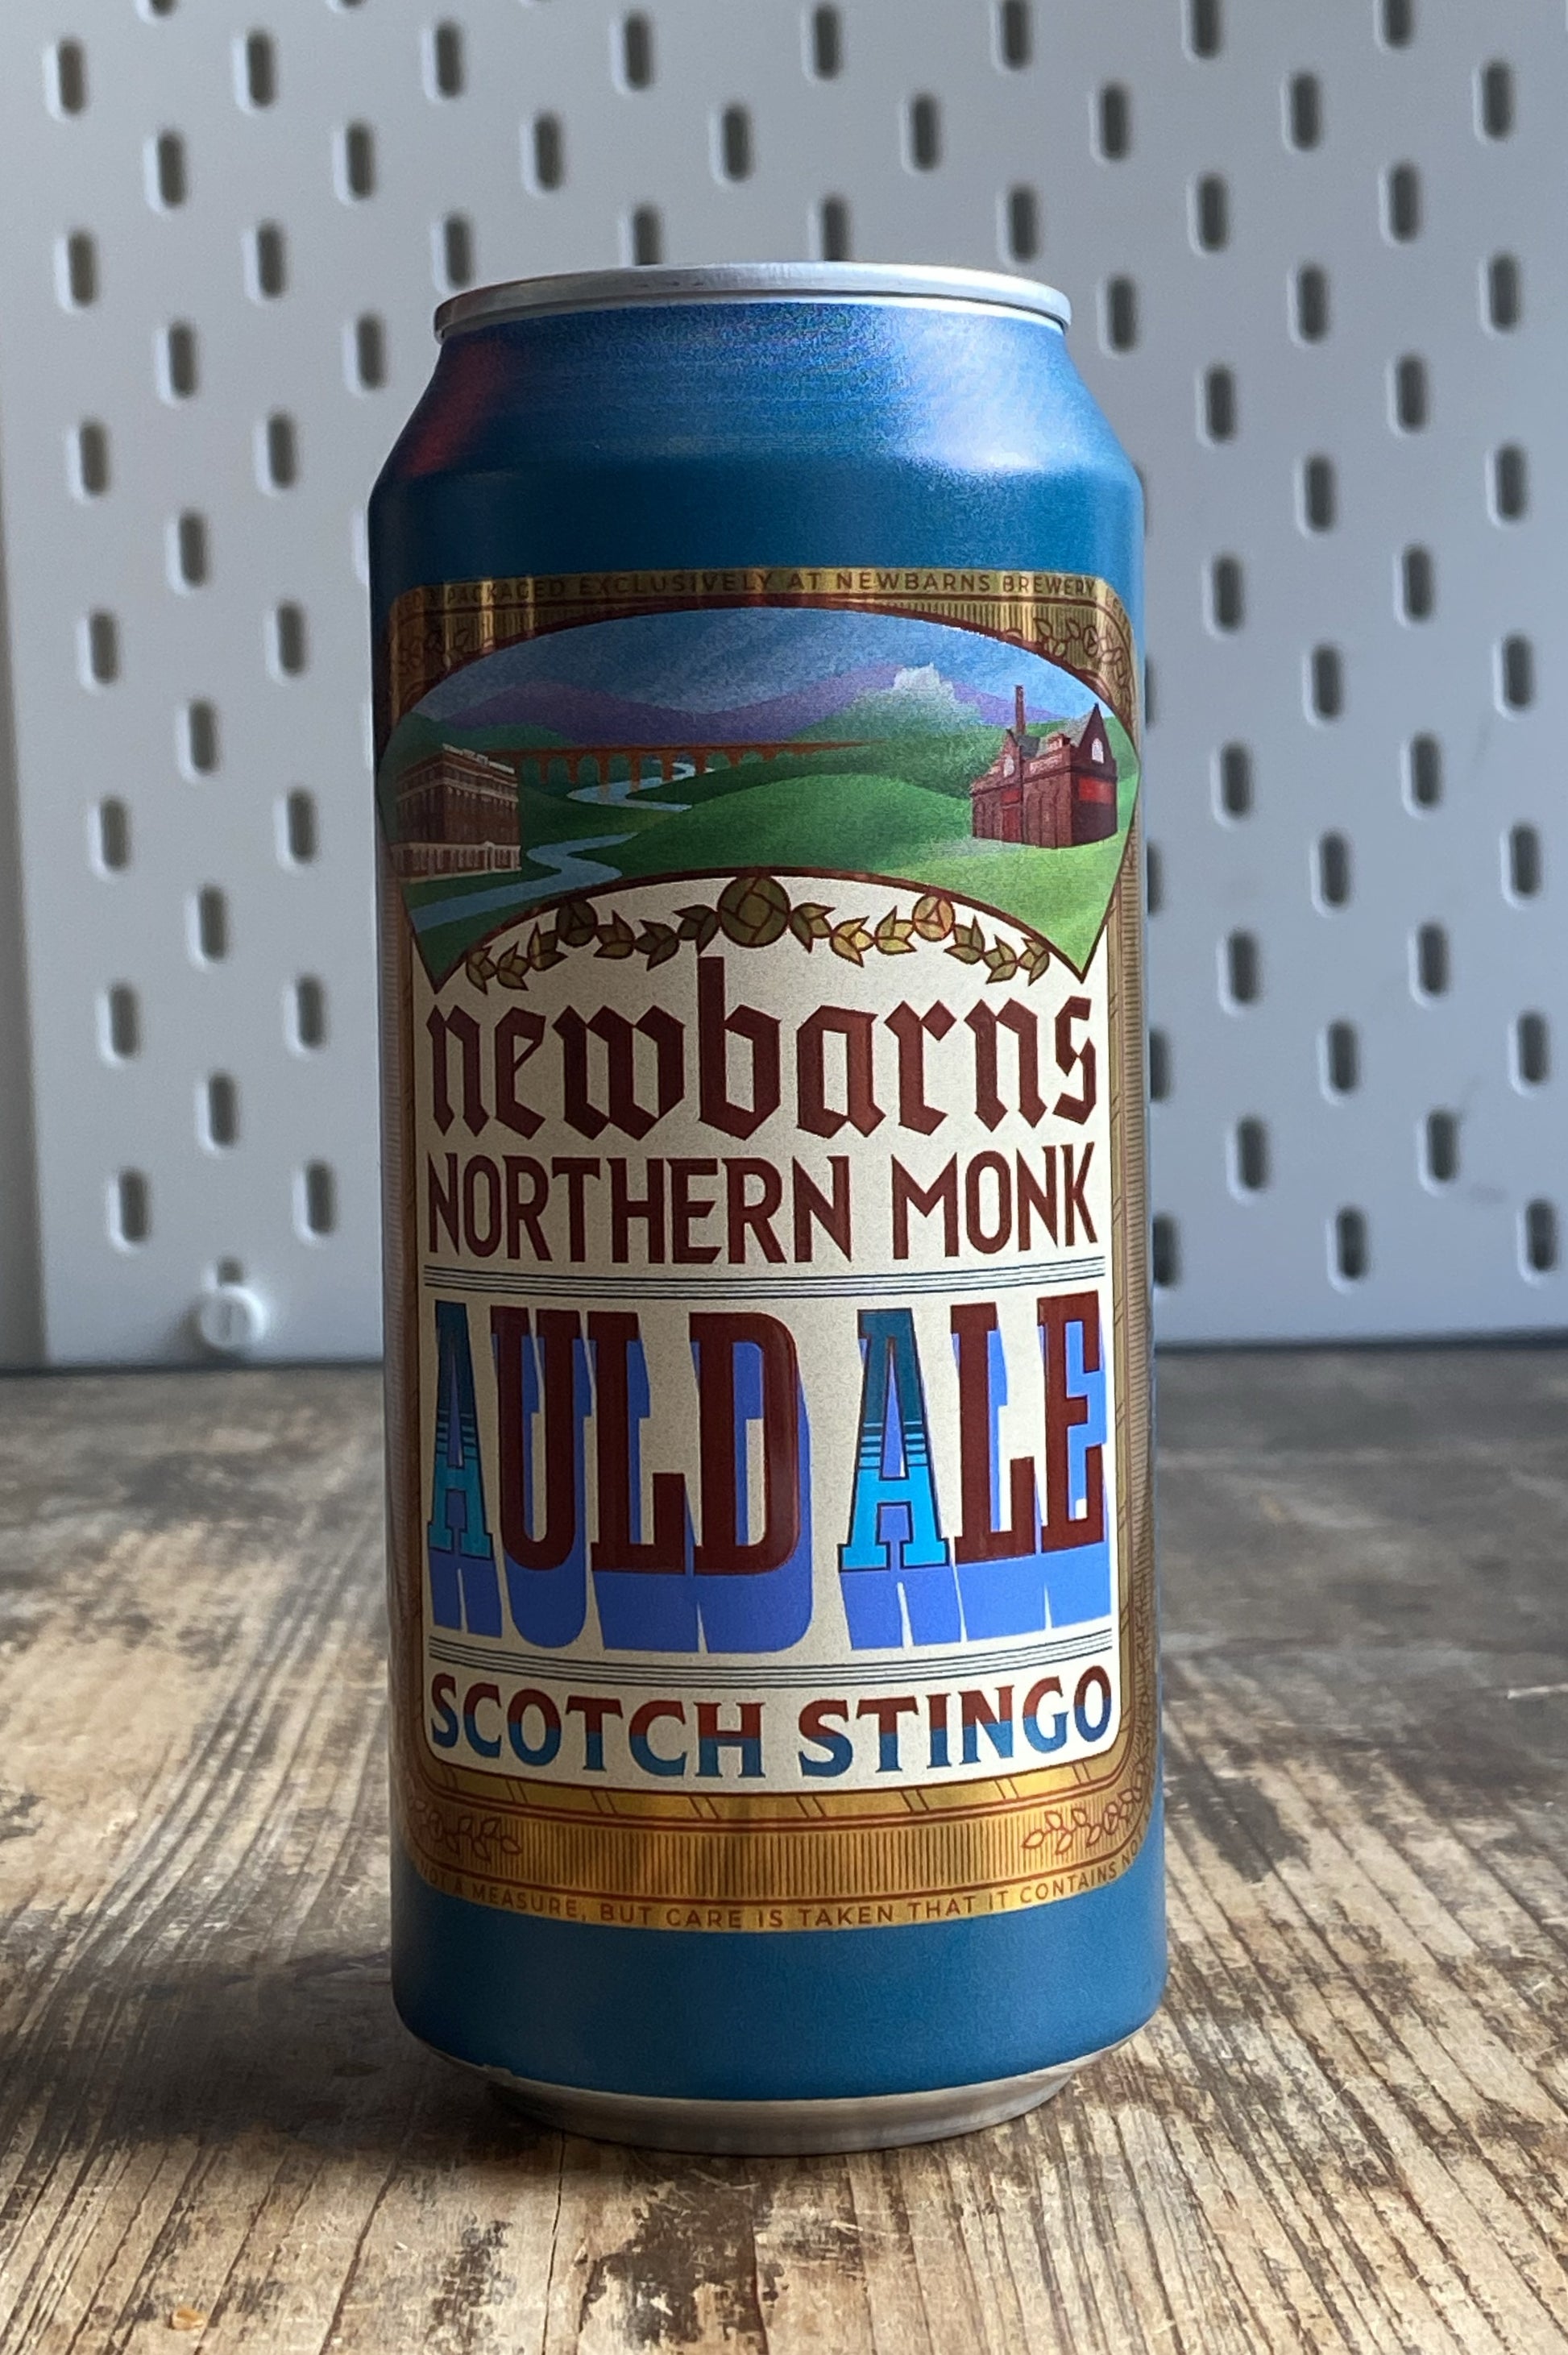 PACKAGED EXCLUSIVELY AT NEWBARNS BREWERY
newbarns
NORTHERN MONK
AULD ALE
SCOTCH STINGO
A MEASURE, BUT CARE IS TAKEN THAT IT CONTAINS